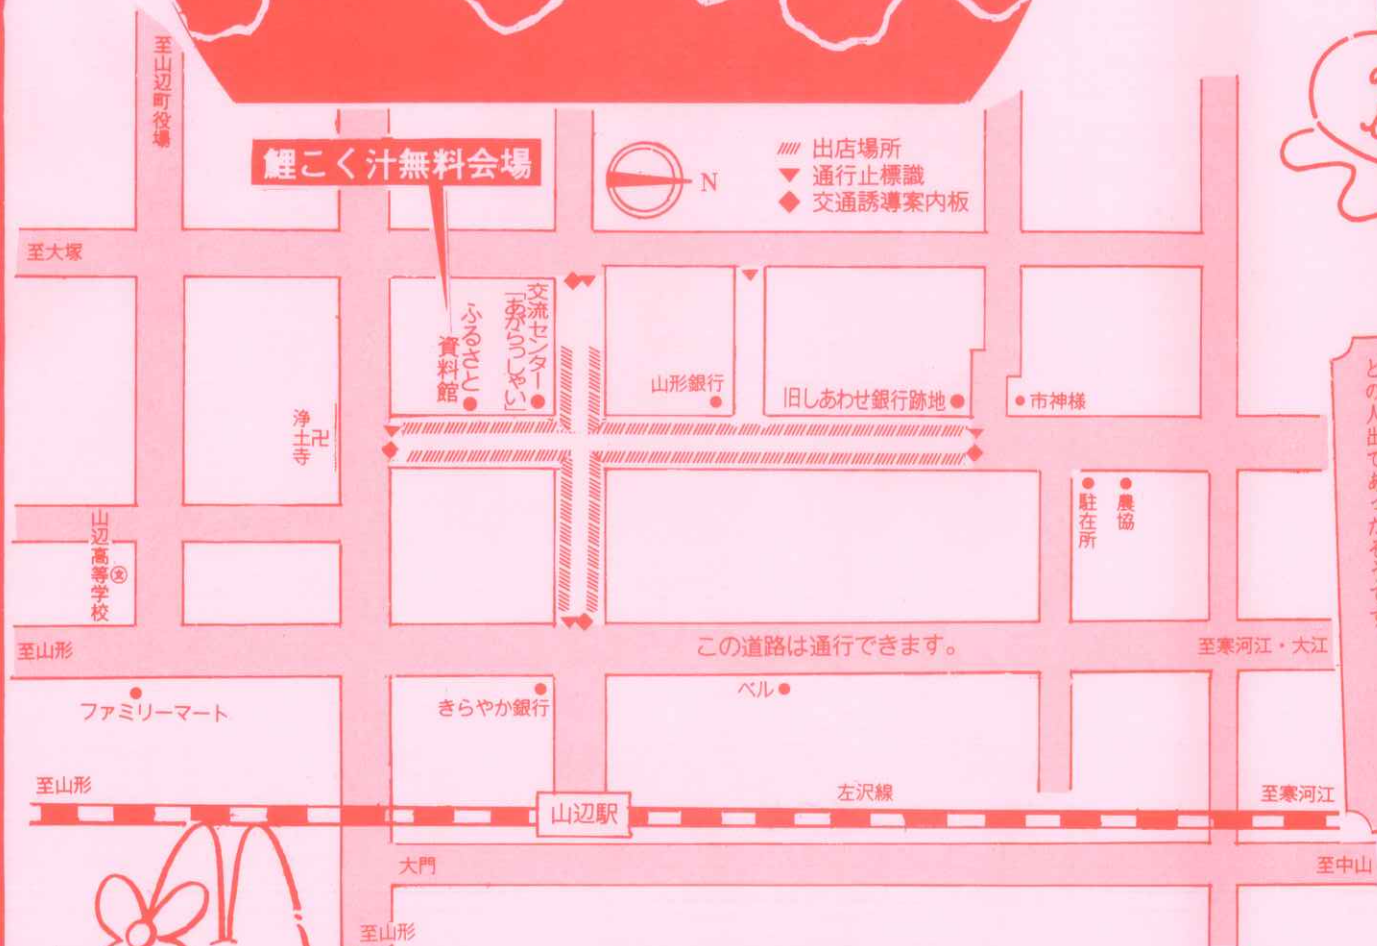 至山辺町役場
鯉こく汁無料会場
N
出店場所
通行止標識
交通誘導案内板
至大塚
交流センター
「あがらっしゃい」
ふるさと
資料館
山形銀行
旧しあわせ銀行跡地
市神様
浄土寺
卍
駐在所
農協
山辺高等学校
文
至山形
この道路は通行できます。
至寒河江・大江
ファミリーマート
きらやか銀行
ベル
至山形
左沢線
至寒河江
山辺駅
大門
至中山
至山形